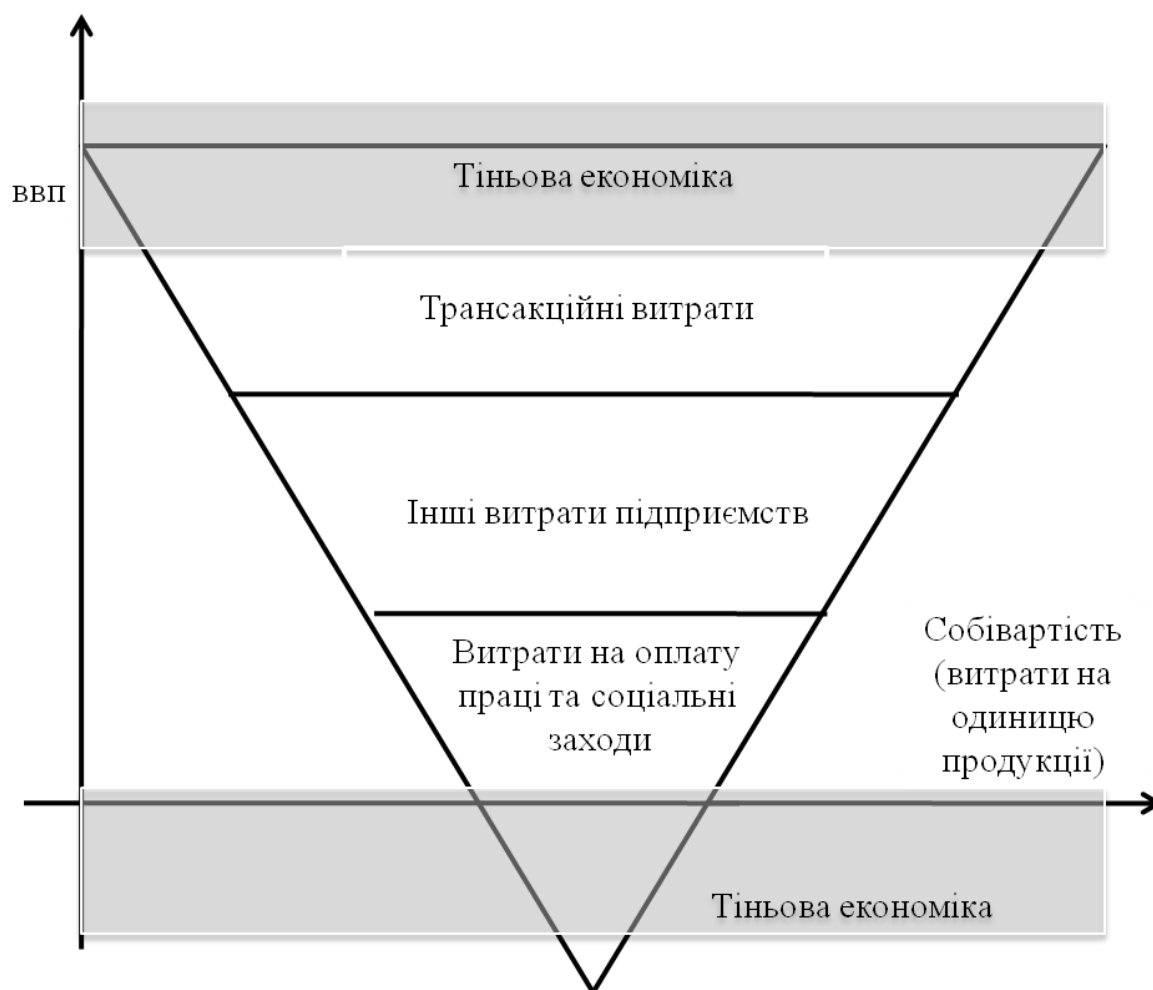 Тіньова економіка
ввп
Трансакційні витрати
Інші витрати підприємств
Собівартість
(витрати на
одиницю
продукції)
Витрати на оплату
праці та соціальні
заходи
Тіньова економіка